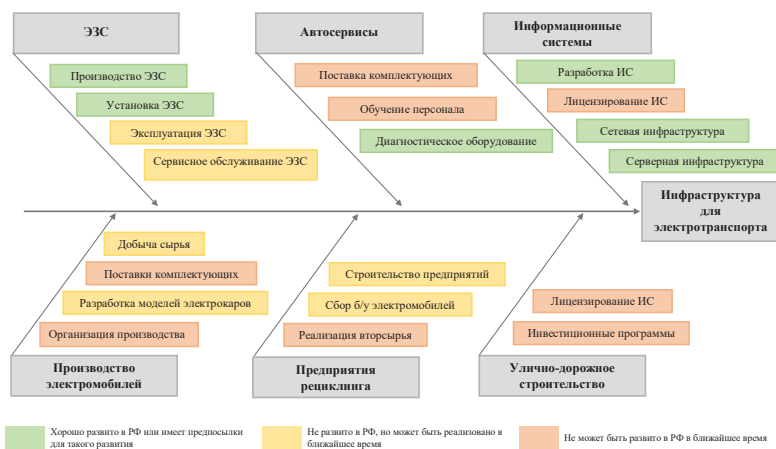 ЭЗС
Автосервисы
Информационные
системы
Производство ЭЗС
Установка ЭЗС
Эксплуатация ЭЗС
Сервисное обслуживание ЭЗС
Поставка комплектующих
Обучение персонала
Диагностическое оборудование
Разработка ИС
Лицензирование ИС
Сетевая инфраструктура
Серверная инфраструктура
Инфраструктура
для
электротранспорта
Добыча сырья
Поставки комплектующих
Разработка моделей электрокаров
Организация производства
Строительство предприятий
Сбор б/у электромобилей
Реализация вторсырья
Лицензирование ИС
Инвестиционные программы
Производство
электромобилей
Предприятия
рециклинга
Улично-дорожное
строительство
Хорошо развито в РФ или имеет предпосылки
для такого развития
Не развито в РФ, но может быть реализовано в
ближайшее время
Не может быть развито в РФ в ближайшее время